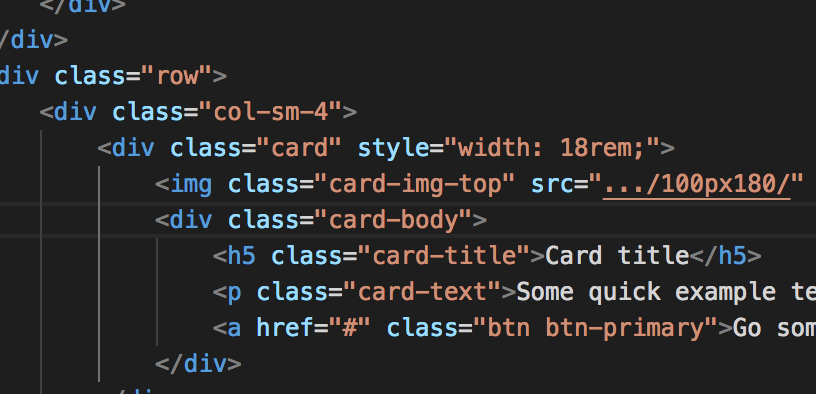 </div>
/div>
div class="row">
<div class="col-sm-4">
<div class="card" style="width: 18rem;">
<img class="card-img-top" src=".../100px180/"
<div class="card-body">
<h5 class="card-title">Card title</h5>
<p class="card-text">Some quick example te
<a href="#" class="btn btn-primary">Go som
</div>